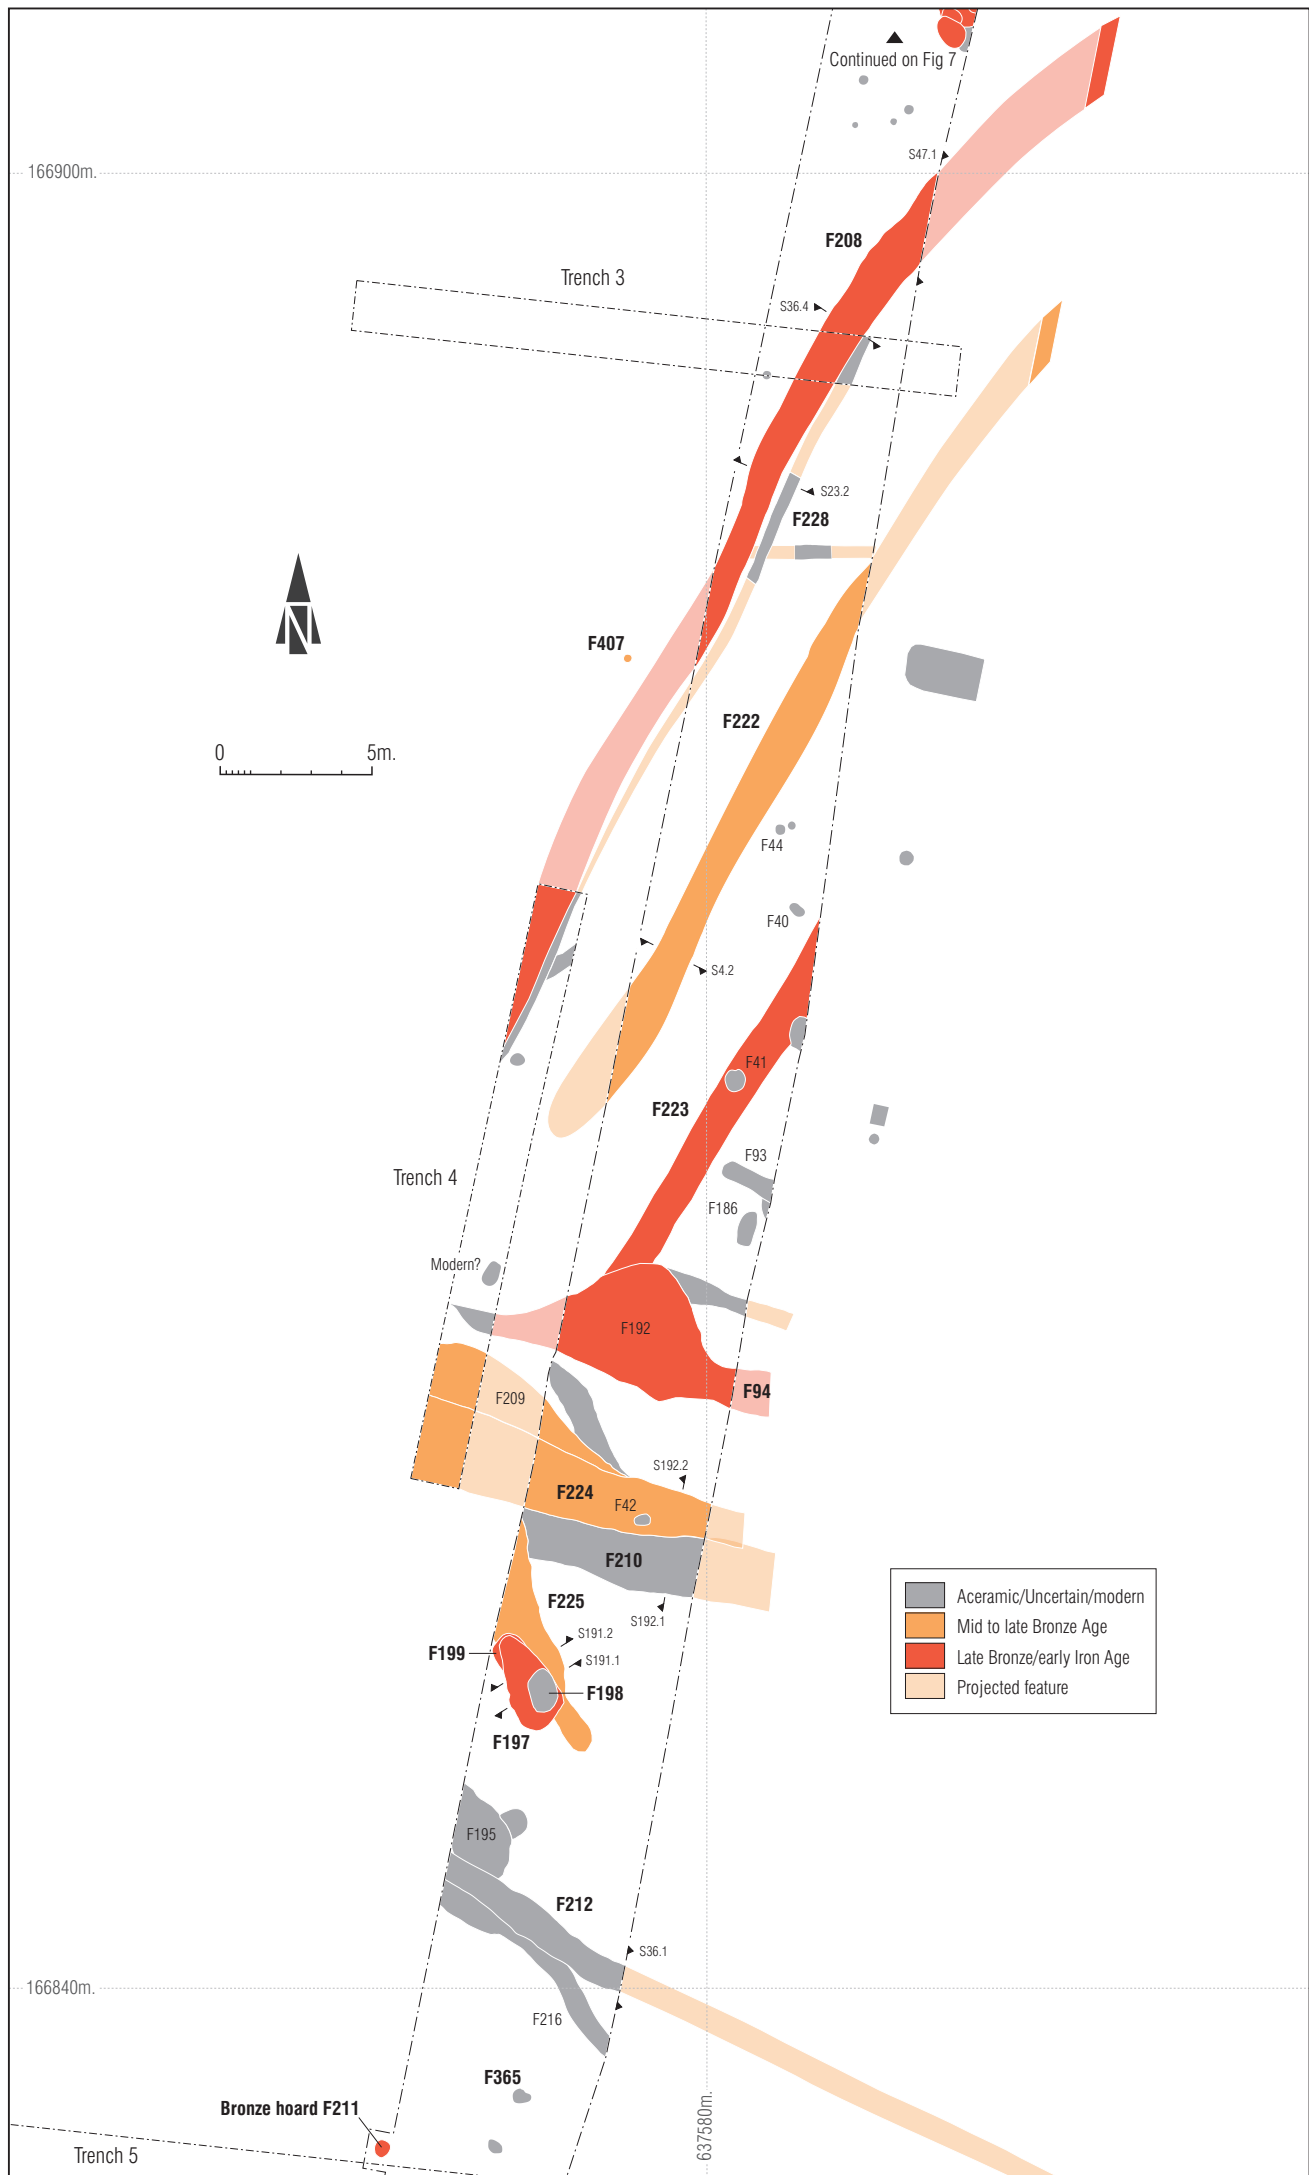 Continued on Fig 7
S47.1
166900m.
F208
Trench 3
S36.4
S23.2
F228
N
F407
F222
0 5m.
F44
F40
S4.2
F41
F223
F93
Trench 4
F186
Modern?
F192
F94
F209
S192.2
F224
F42
F210
F225
S192.1
S191.2
F199
S191.1
F198
F197
Aceramic/Uncertain/modern
Mid to late Bronze Age
Late Bronze/early Iron Age
Projected feature
F195
F212
S36.1
166840m.
F216
F365
Bronze hoard F211
637580m.
Trench 5